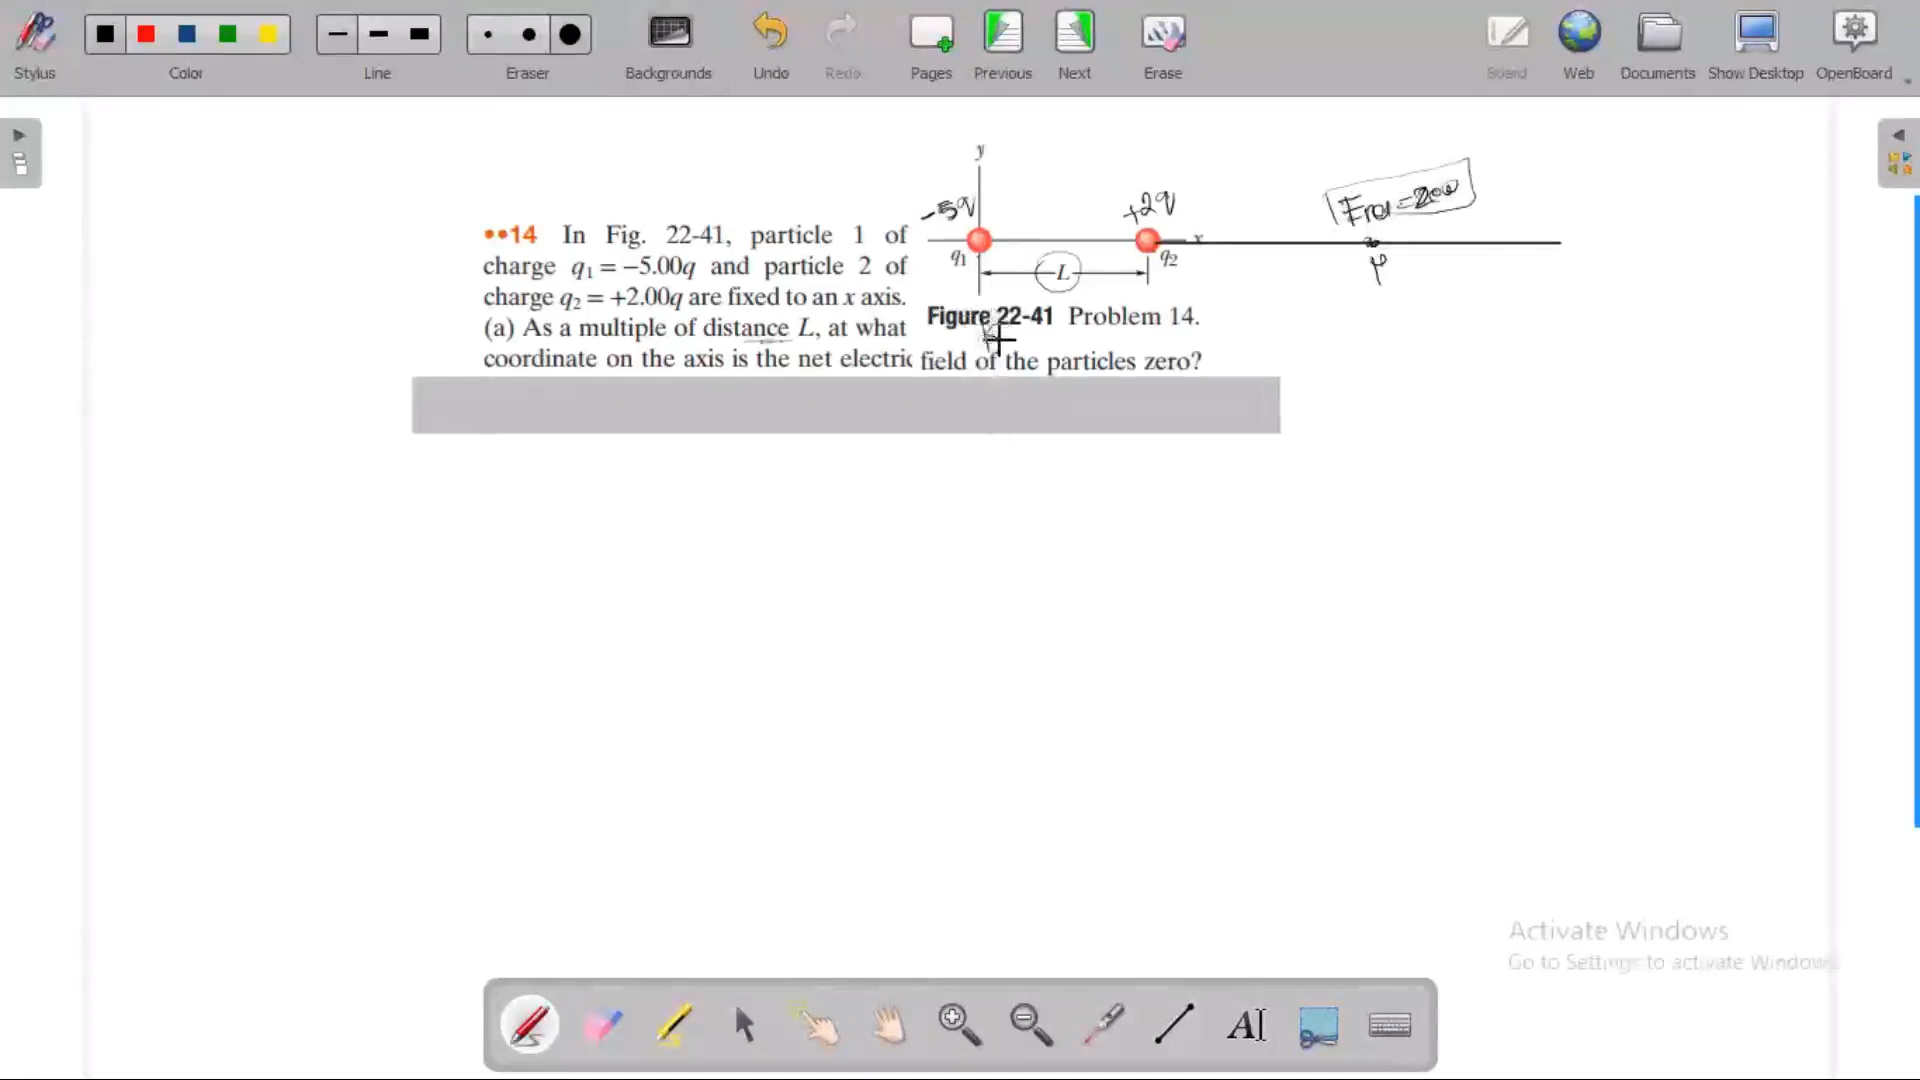 Stylus Color Line Eraser Backgrounds Undo Redo Pages Previous Next Erase Board Web Documents Show Desktop OpenBoard
y
-5q +2q
x
q1 L q2
P
••14 In Fig. 22-41, particle 1 of
charge q1 = −5.00q and particle 2 of
charge q2 = +2.00q are fixed to an x axis.
(a) As a multiple of distance L, at what
coordinate on the axis is the net electric field of the particles zero?
Figure 22-41 Problem 14.
Activate Windows
Go to Settings to activate Windows